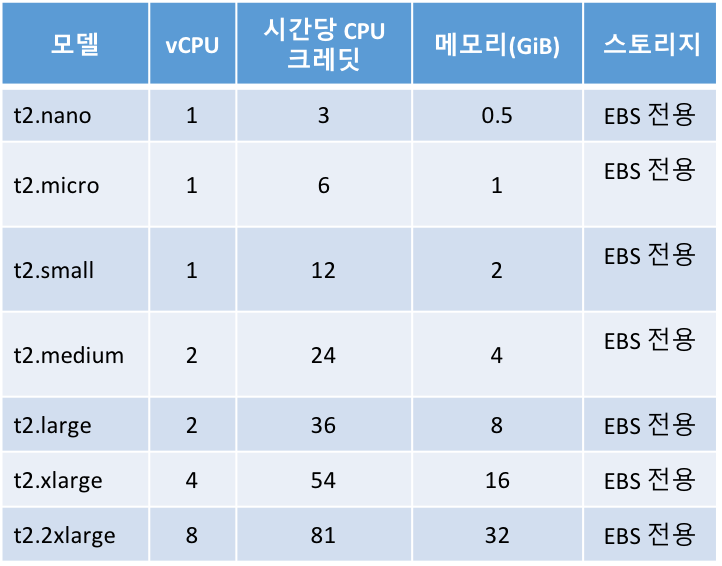 모델 vCPU 시간당 CPU 크레딧 메모리(GiB) 스토리지
t2.nano 1 3 0.5 EBS 전용
t2.micro 1 6 1 EBS 전용
t2.small 1 12 2 EBS 전용
t2.medium 2 24 4 EBS 전용
t2.large 2 36 8 EBS 전용
t2.xlarge 4 54 16 EBS 전용
t2.2xlarge 8 81 32 EBS 전용